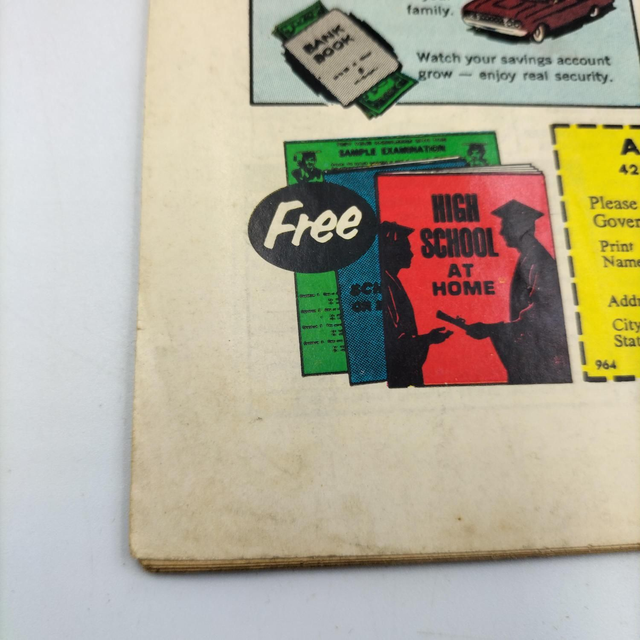 family.
BANK
BOOK
Watch your savings account
grow — enjoy real security.
SAMPLE EXAMINATION
Free
HIGH
SCHOOL
AT
HOME
A
42
Please
Gover
Print
Name
Addr
City
Stat
964